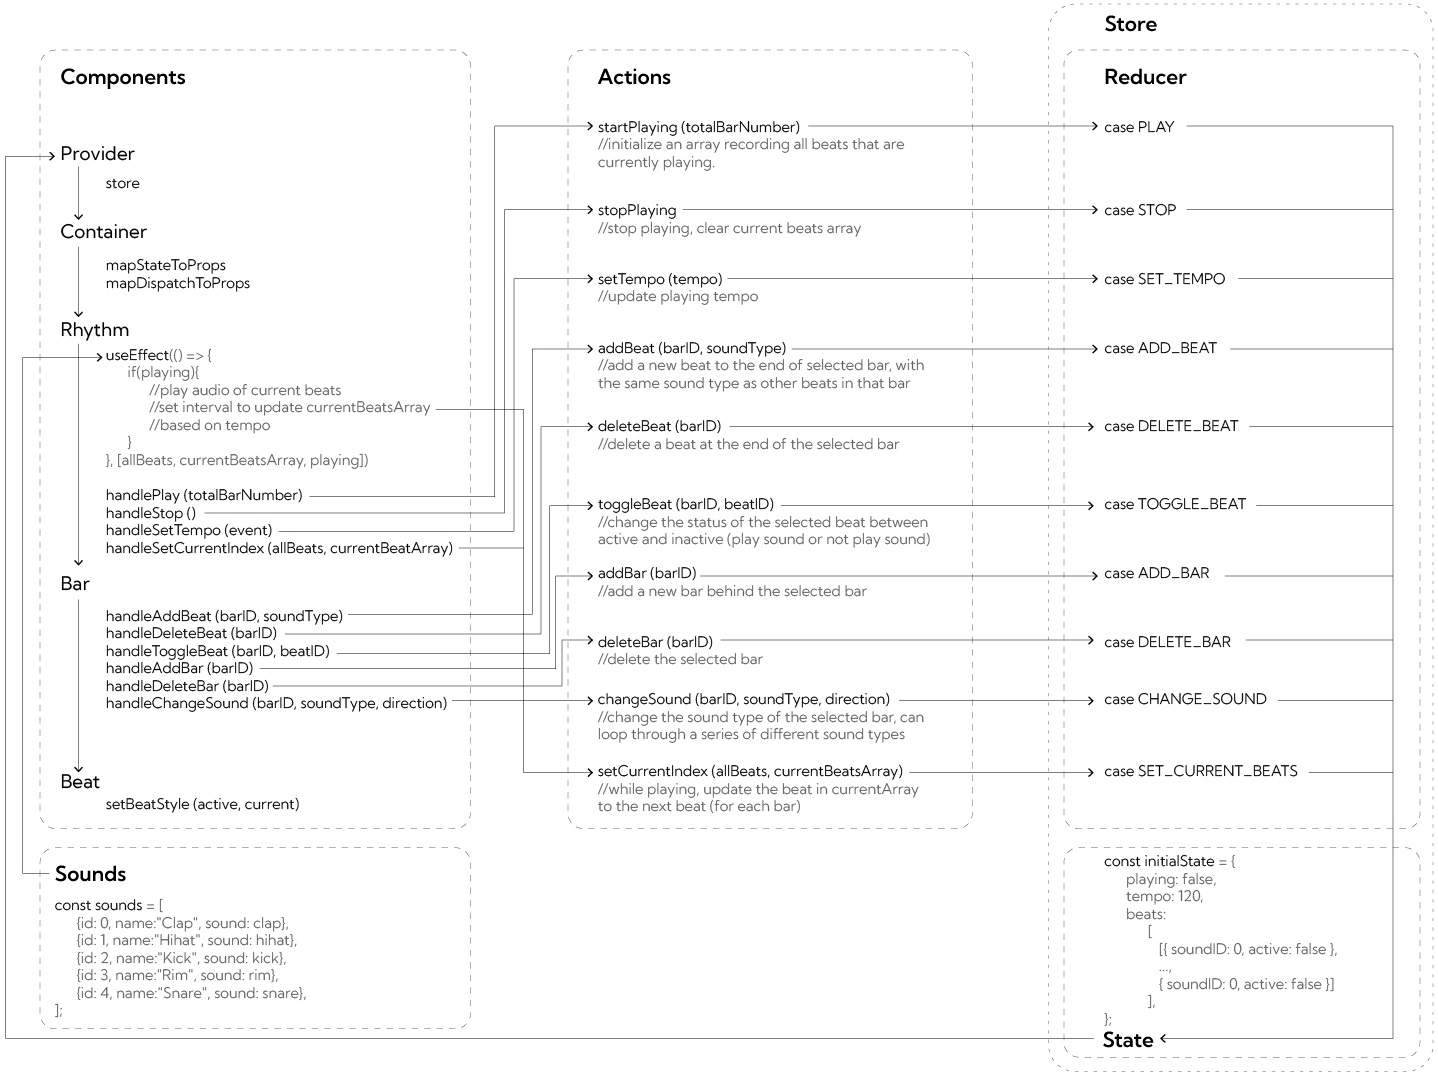 Components
Provider
store
Container
mapStateToProps
mapDispatchToProps
Rhythm
useEffect(() => {
if(playing){
//play audio of current beats
//set interval to update currentBeatsArray
//based on tempo
}
}, [allBeats, currentBeatsArray, playing])
handlePlay (totalBarNumber)
handleStop ()
handleSetTempo (event)
handleSetCurrentIndex (allBeats, currentBeatArray)
Bar
handleAddBeat (barID, soundType)
handleDeleteBeat (barID)
handleToggleBeat (barID, beatID)
handleAddBar (barID)
handleDeleteBar (barID)
handleChangeSound (barID, soundType, direction)
Beat
setBeatStyle (active, current)
Sounds
const sounds = [
{id: 0, name:"Clap", sound: clap},
{id: 1, name:"Hihat", sound: hihat},
{id: 2, name:"Kick", sound: kick},
{id: 3, name:"Rim", sound: rim},
{id: 4, name:"Snare", sound: snare},
];
Actions
startPlaying (totalBarNumber)
//initialize an array recording all beats that are
currently playing.
stopPlaying
//stop playing, clear current beats array
setTempo (tempo)
//update playing tempo
addBeat (barID, soundType)
//add a new beat to the end of selected bar, with
the same sound type as other beats in that bar
deleteBeat (barID)
//delete a beat at the end of the selected bar
toggleBeat (barID, beatID)
//change the status of the selected beat between
active and inactive (play sound or not play sound)
addBar (barID)
//add a new bar behind the selected bar
deleteBar (barID)
//delete the selected bar
changeSound (barID, soundType, direction)
//change the sound type of the selected bar, can
loop through a series of different sound types
setCurrentIndex (allBeats, currentBeatsArray)
//while playing, update the beat in currentArray
to the next beat (for each bar)
Store
Reducer
case PLAY
case STOP
case SET_TEMPO
case ADD_BEAT
case DELETE_BEAT
case TOGGLE_BEAT
case ADD_BAR
case DELETE_BAR
case CHANGE_SOUND
case SET_CURRENT_BEATS
const initialState = {
playing: false,
tempo: 120,
beats:
[
[{ soundID: 0, active: false },
...,
{ soundID: 0, active: false }]
],
};
State